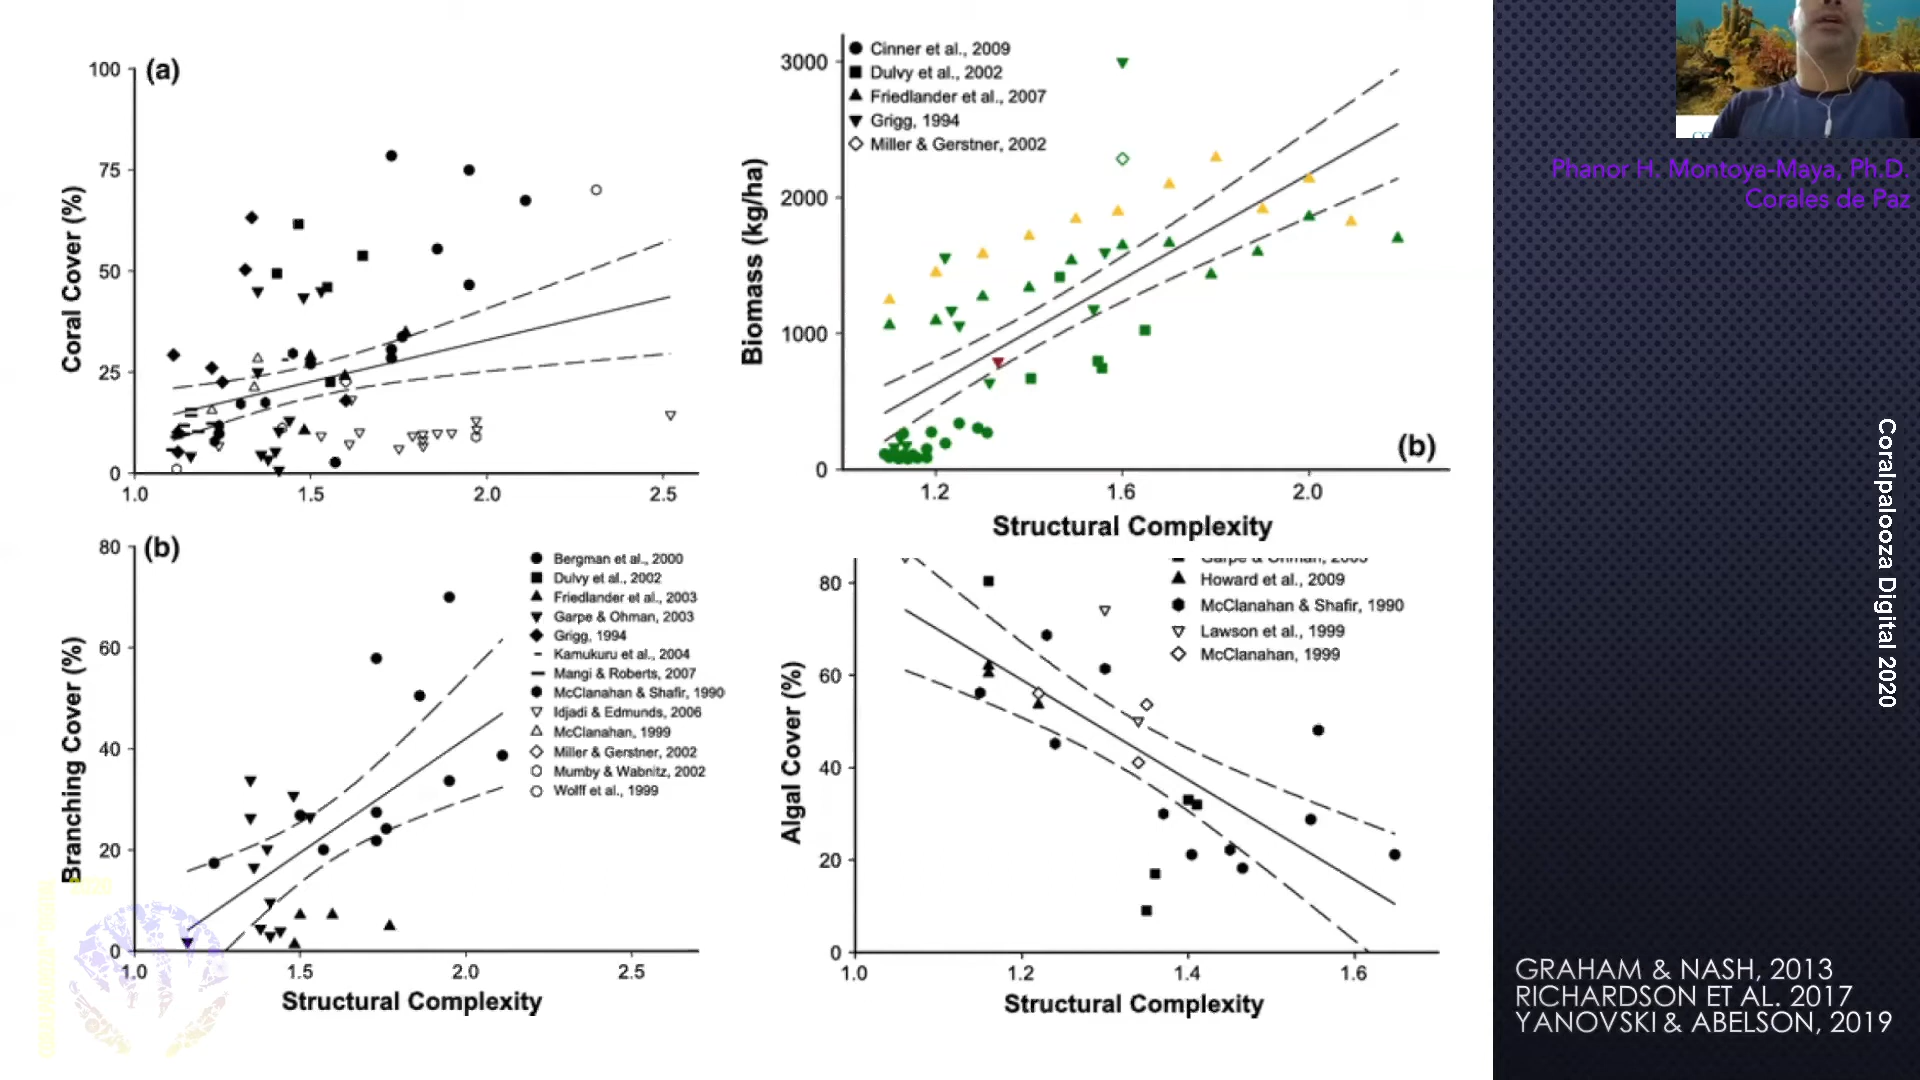 (a)
100
75
50
25
0
Coral Cover (%)
1.0
1.5
2.0
2.5
3000
2000
1000
0
Biomass (kg/ha)
Cinner et al., 2009
Dulvy et al., 2002
Friedlander et al., 2007
Grigg, 1994
Miller & Gerstner, 2002
(b)
1.2
1.6
2.0
Structural Complexity
(b)
80
60
40
20
0
Branching Cover (%)
Bergman et al., 2000
Dulvy et al., 2002
Friedlander et al., 2003
Garpe & Ohman, 2003
Grigg, 1994
Kamukuru et al., 2004
Mangi & Roberts, 2007
McClanahan & Shafir, 1990
Idjadi & Edmunds, 2006
McClanahan, 1999
Miller & Gerstner, 2002
Mumby & Wabnitz, 2002
Wolff et al., 1999
1.0
1.5
2.0
2.5
Structural Complexity
80
60
40
20
0
Algal Cover (%)
Garpe & Ohman, 2003
Howard et al., 2009
McClanahan & Shafir, 1990
Lawson et al., 1999
McClanahan, 1999
1.0
1.2
1.4
1.6
Structural Complexity
Phanor H. Montoya-Maya, Ph.D.
Corales de Paz
Coralpalooza Digital 2020
GRAHAM & NASH, 2013
RICHARDSON ET AL. 2017
YANOVSKI & ABELSON, 2019